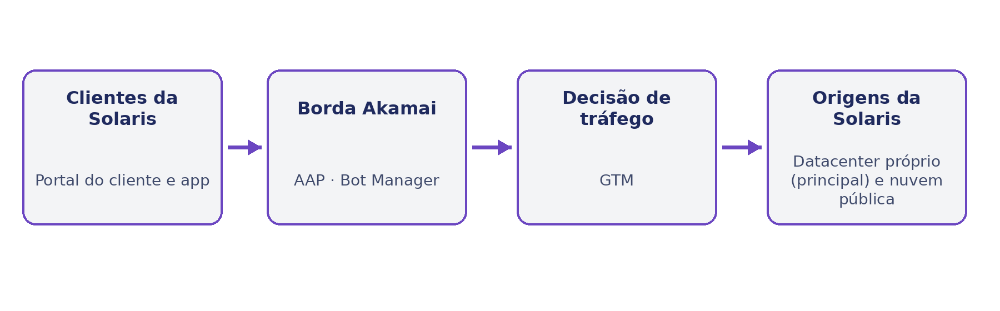 Clientes da
Solaris
Portal do cliente e app
Borda Akamai
AAP · Bot Manager
Decisão de
tráfego
GTM
Origens da
Solaris
Datacenter próprio
(principal) e nuvem
pública